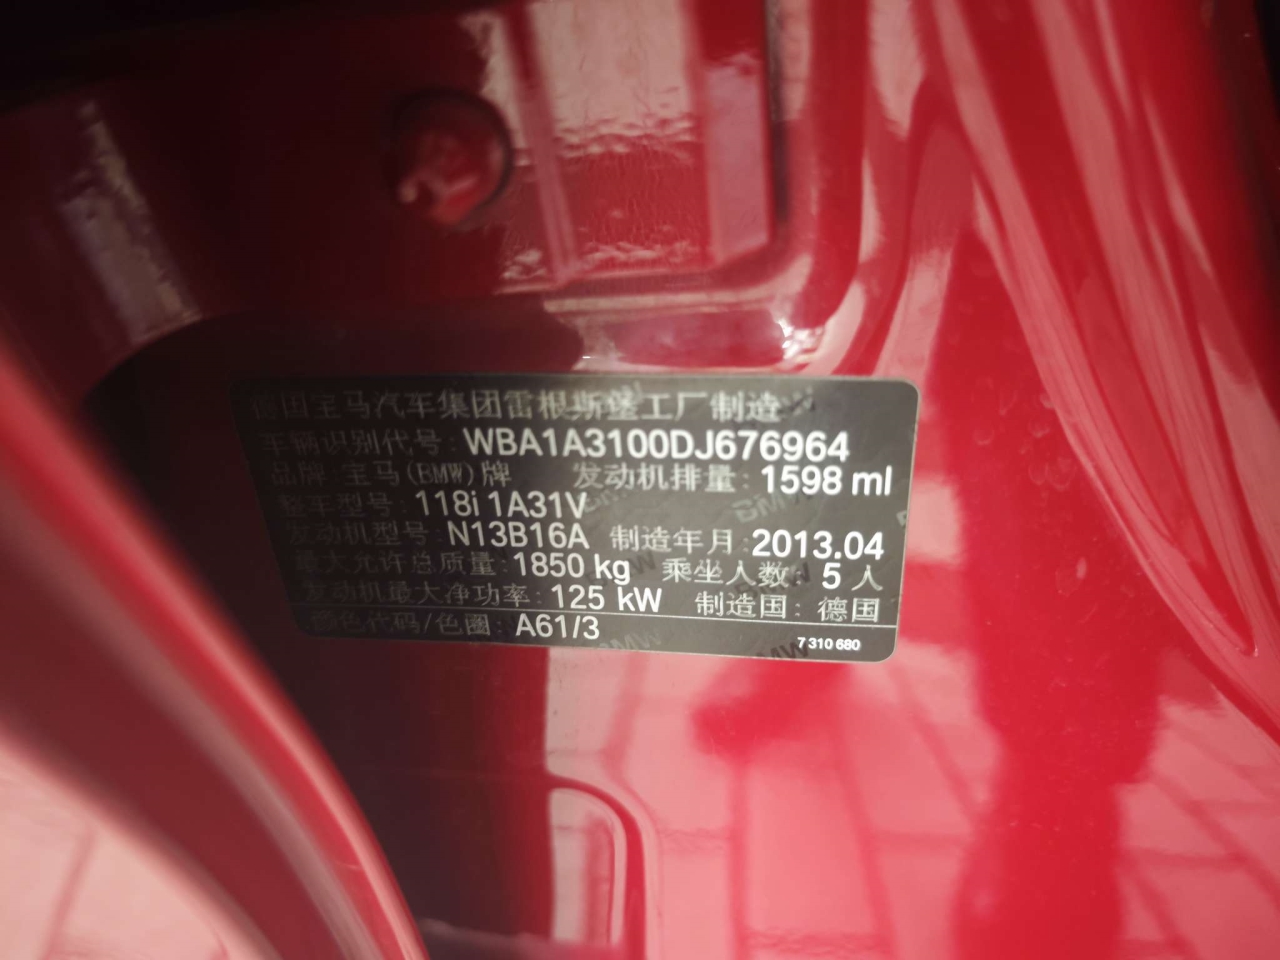 德国宝马汽车集团雷根斯堡工厂制造
车辆识别代号: WBA1A3100DJ676964
品牌: 宝马(BMW)牌 发动机排量: 1598 ml
整车型号: 118i 1A31V
发动机型号: N13B16A 制造年月: 2013.04
最大允许总质量: 1850 kg 乘坐人数: 5 人
发动机最大净功率: 125 kW 制造国: 德国
颜色代码/色圈: A61/3
7 310 680